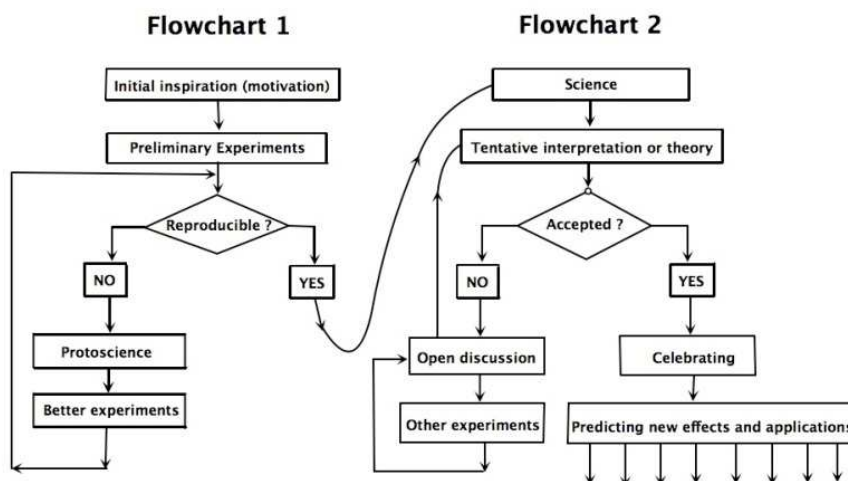 Flowchart 1
Initial inspiration (motivation)
Preliminary Experiments
Reproducible ?
NO
YES
Protoscience
Better experiments
Flowchart 2
Science
Tentative interpretation or theory
Accepted ?
NO
YES
Open discussion
Celebrating
Other experiments
Predicting new effects and applications